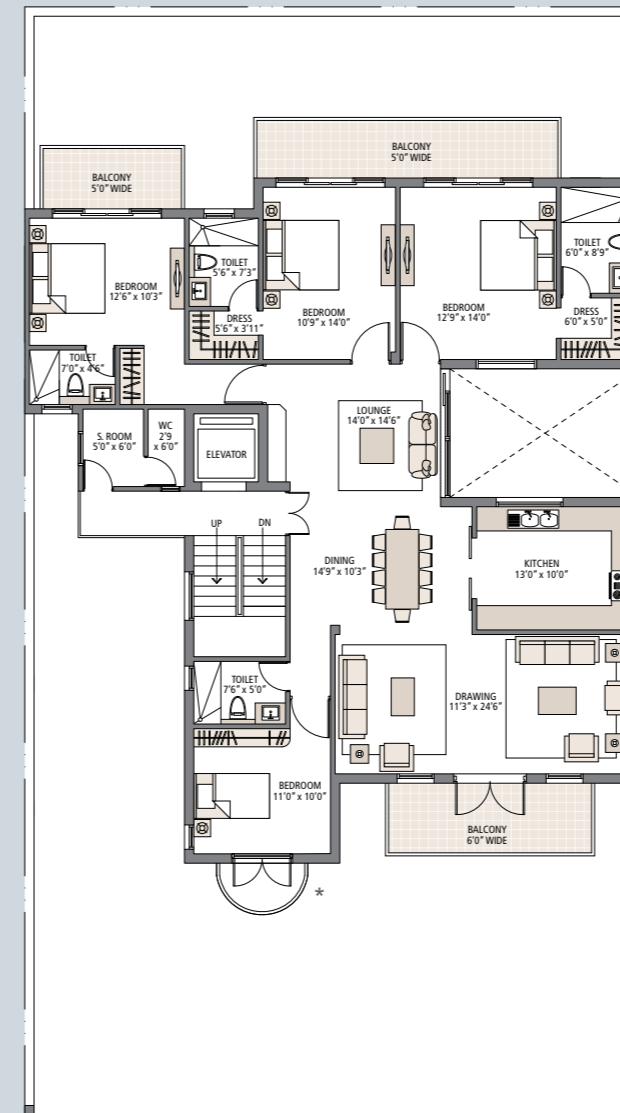 BALCONY
5'0" WIDE
BALCONY
5'0" WIDE
TOILET
5'6" x 7'3"
TOILET
6'0" x 8'9"
BEDROOM
12'6" x 10'3"
BEDROOM
10'9" x 14'0"
BEDROOM
12'9" x 14'0"
DRESS
5'6" x 3'11"
DRESS
6'0" x 5'0"
TOILET
7'0" x 4'6"
LOUNGE
14'0" x 14'6"
S. ROOM
5'0" x 6'0"
WC
2'9
x 6'0"
ELEVATOR
UP
DN
DINING
14'9" x 10'3"
KITCHEN
13'0" x 10'0"
TOILET
7'6" x 5'0"
DRAWING
11'3" x 24'6"
BEDROOM
11'0" x 10'0"
BALCONY
6'0" WIDE
*